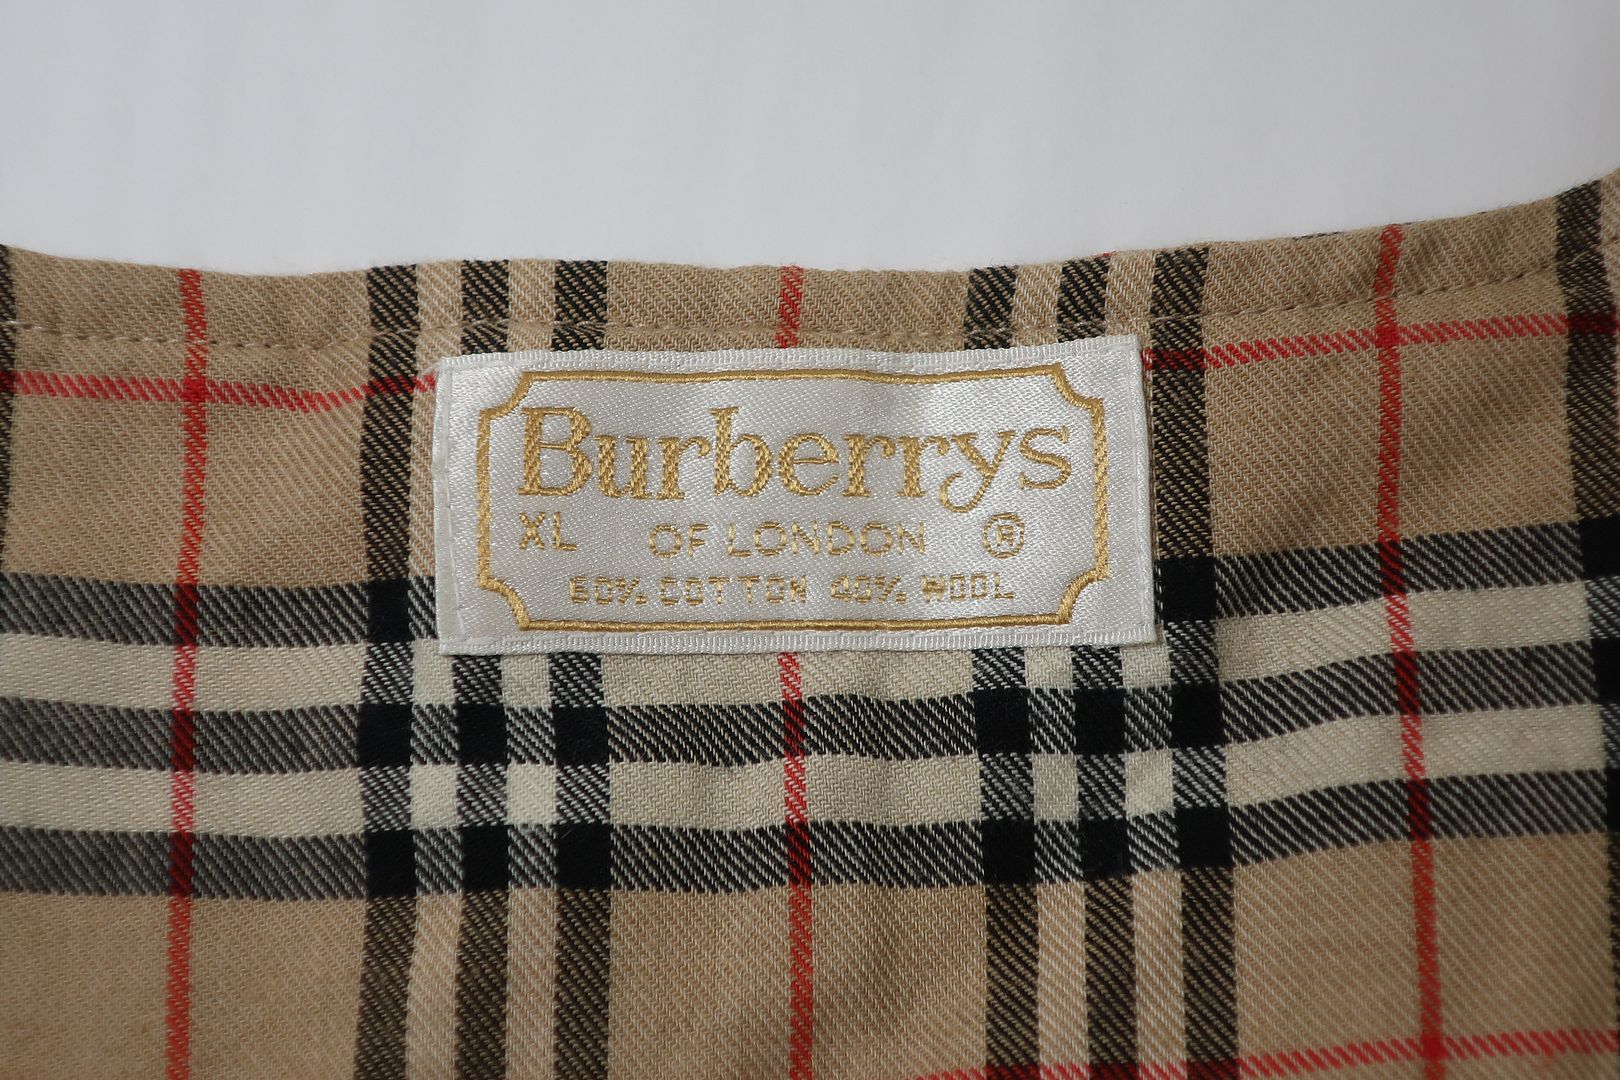 Burberrys
XL OF LONDON ®
60% COTTON 40% WOOL